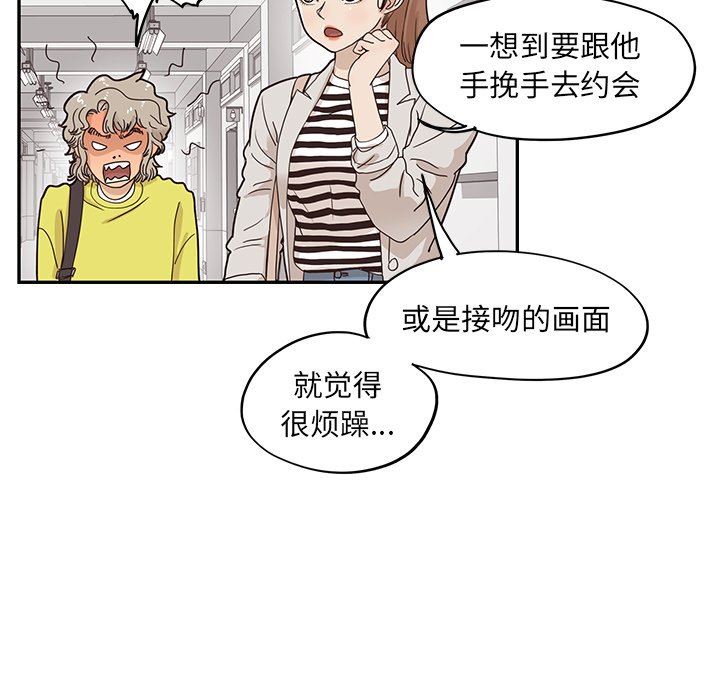 一想到要跟他
手挽手去约会
或是接吻的画面
就觉得
很烦躁...